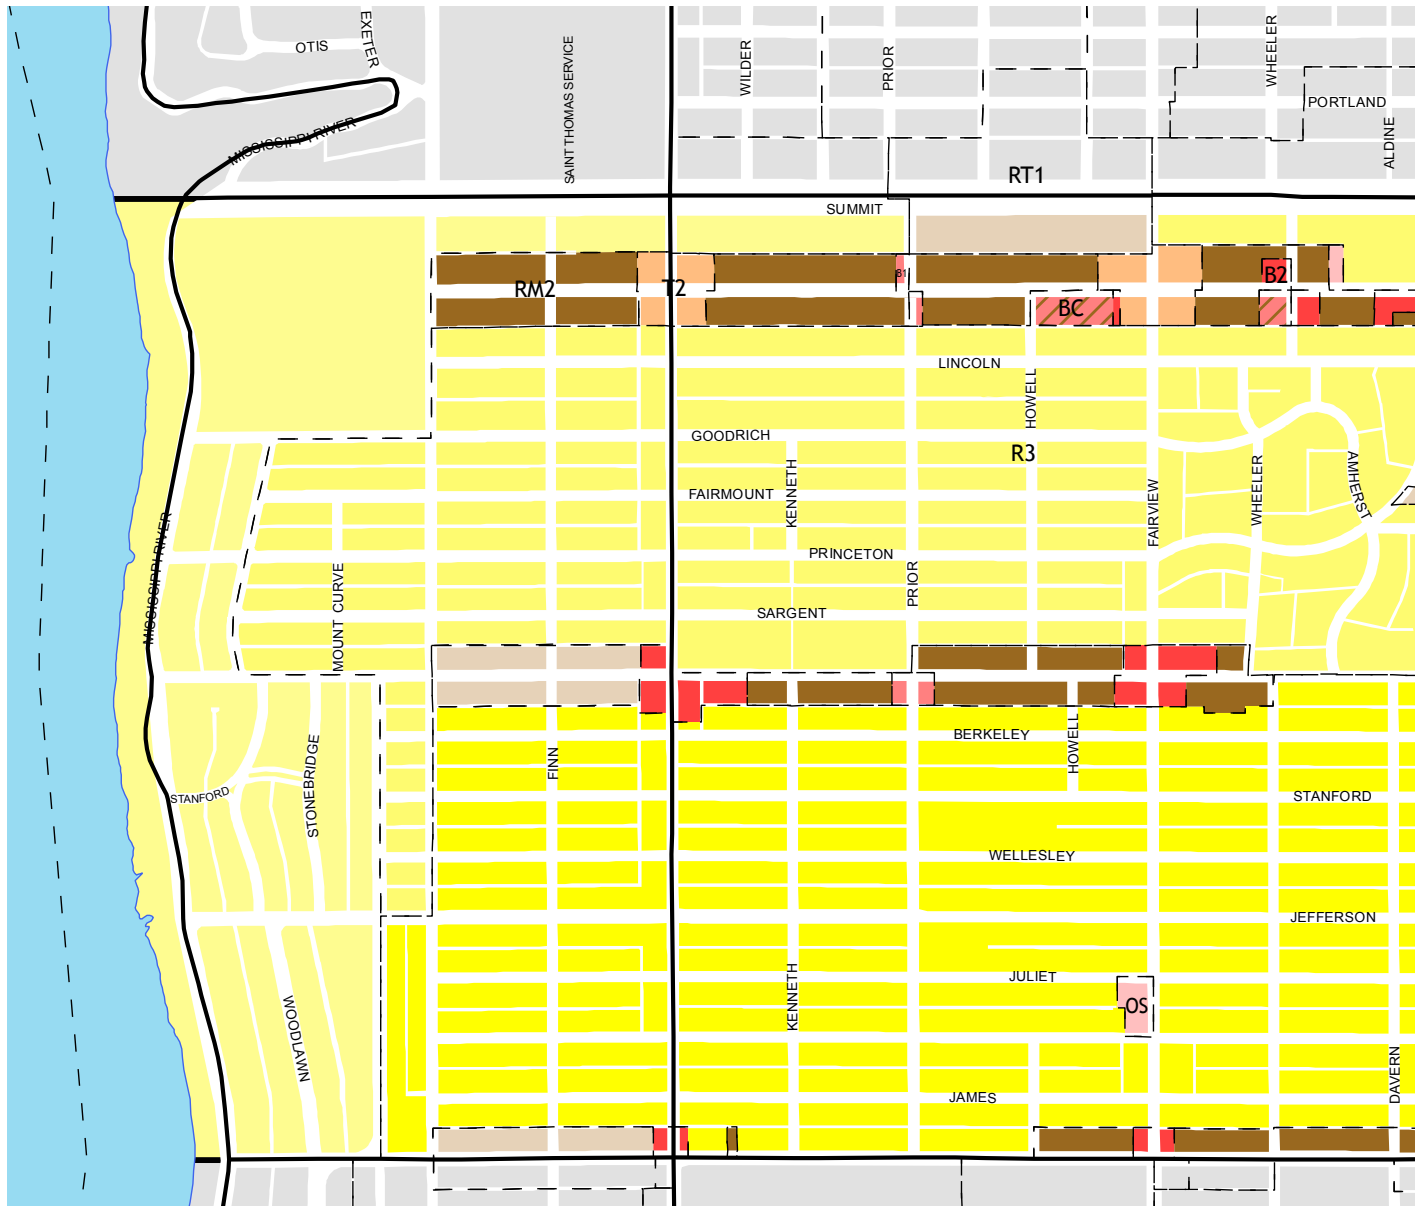 OTIS
EXETER
SAINT THOMAS SERVICE
WILDER
PRIOR
WHEELER
PORTLAND
ALDINE
MISSISSIPPI RIVER
RT1
SUMMIT
RM2
T2
B1
BC
B2
LINCOLN
HOWELL
GOODRICH
R3
KENNETH
FAIRMOUNT
FAIRVIEW
WHEELER
AMHERST
MISSISSIPPI RIVER
PRINCETON
MOUNT CURVE
PRIOR
SARGENT
BERKELEY
HOWELL
FINN
STONEBRIDGE
STANFORD
STANFORD
WELLESLEY
JEFFERSON
JULIET
KENNETH
OS
WOODLAWN
DAVERN
JAMES